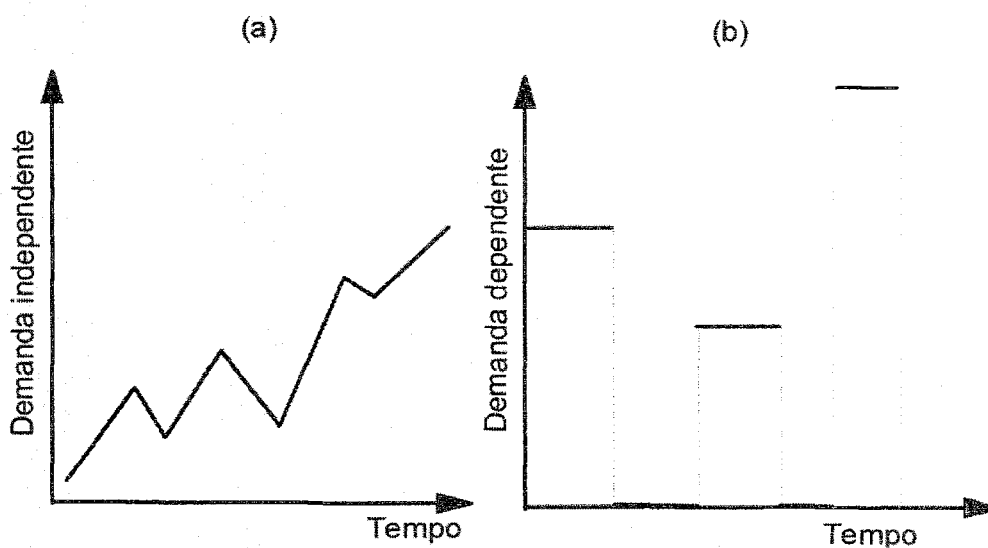 (a)
(b)
Demanda independente
Tempo
Demanda dependente
Tempo